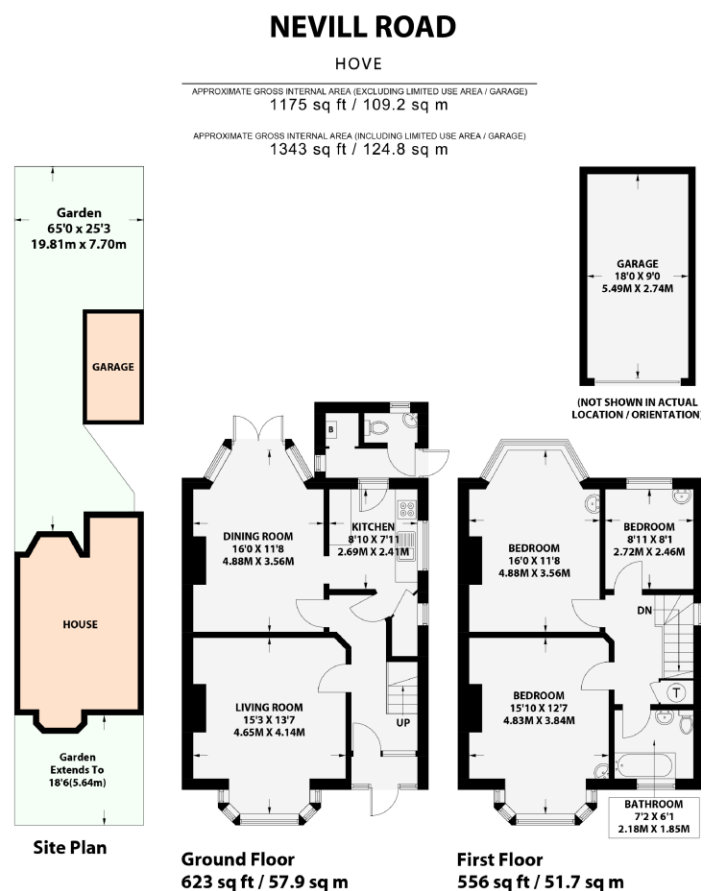 NEVILL ROAD
HOVE
APPROXIMATE GROSS INTERNAL AREA (EXCLUDING LIMITED USE AREA / GARAGE)
1175 sq ft / 109.2 sq m
APPROXIMATE GROSS INTERNAL AREA (INCLUDING LIMITED USE AREA / GARAGE)
1343 sq ft / 124.8 sq m
Garden
65'0 x 25'3
19.81m x 7.70m
GARAGE
HOUSE
Garden
Extends To
18'6(5.64m)
Site Plan
GARAGE
18'0 X 9'0
5.49M X 2.74M
(NOT SHOWN IN ACTUAL
LOCATION / ORIENTATION)
B
DINING ROOM
16'0 X 11'8
4.88M X 3.56M
KITCHEN
8'10 X 7'11
2.69M X 2.41M
LIVING ROOM
15'3 X 13'7
4.65M X 4.14M
UP
Ground Floor
623 sq ft / 57.9 sq m
BEDROOM
16'0 X 11'8
4.88M X 3.56M
BEDROOM
8'11 X 8'1
2.72M X 2.46M
DN
BEDROOM
15'10 X 12'7
4.83M X 3.84M
T
BATHROOM
7'2 X 6'1
2.18M X 1.85M
First Floor
556 sq ft / 51.7 sq m